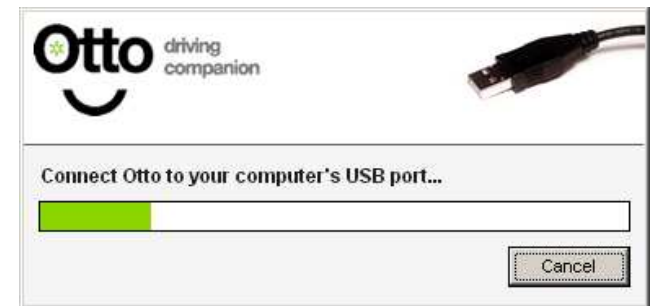 Otto driving
companion
Connect Otto to your computer's USB port...
Cancel